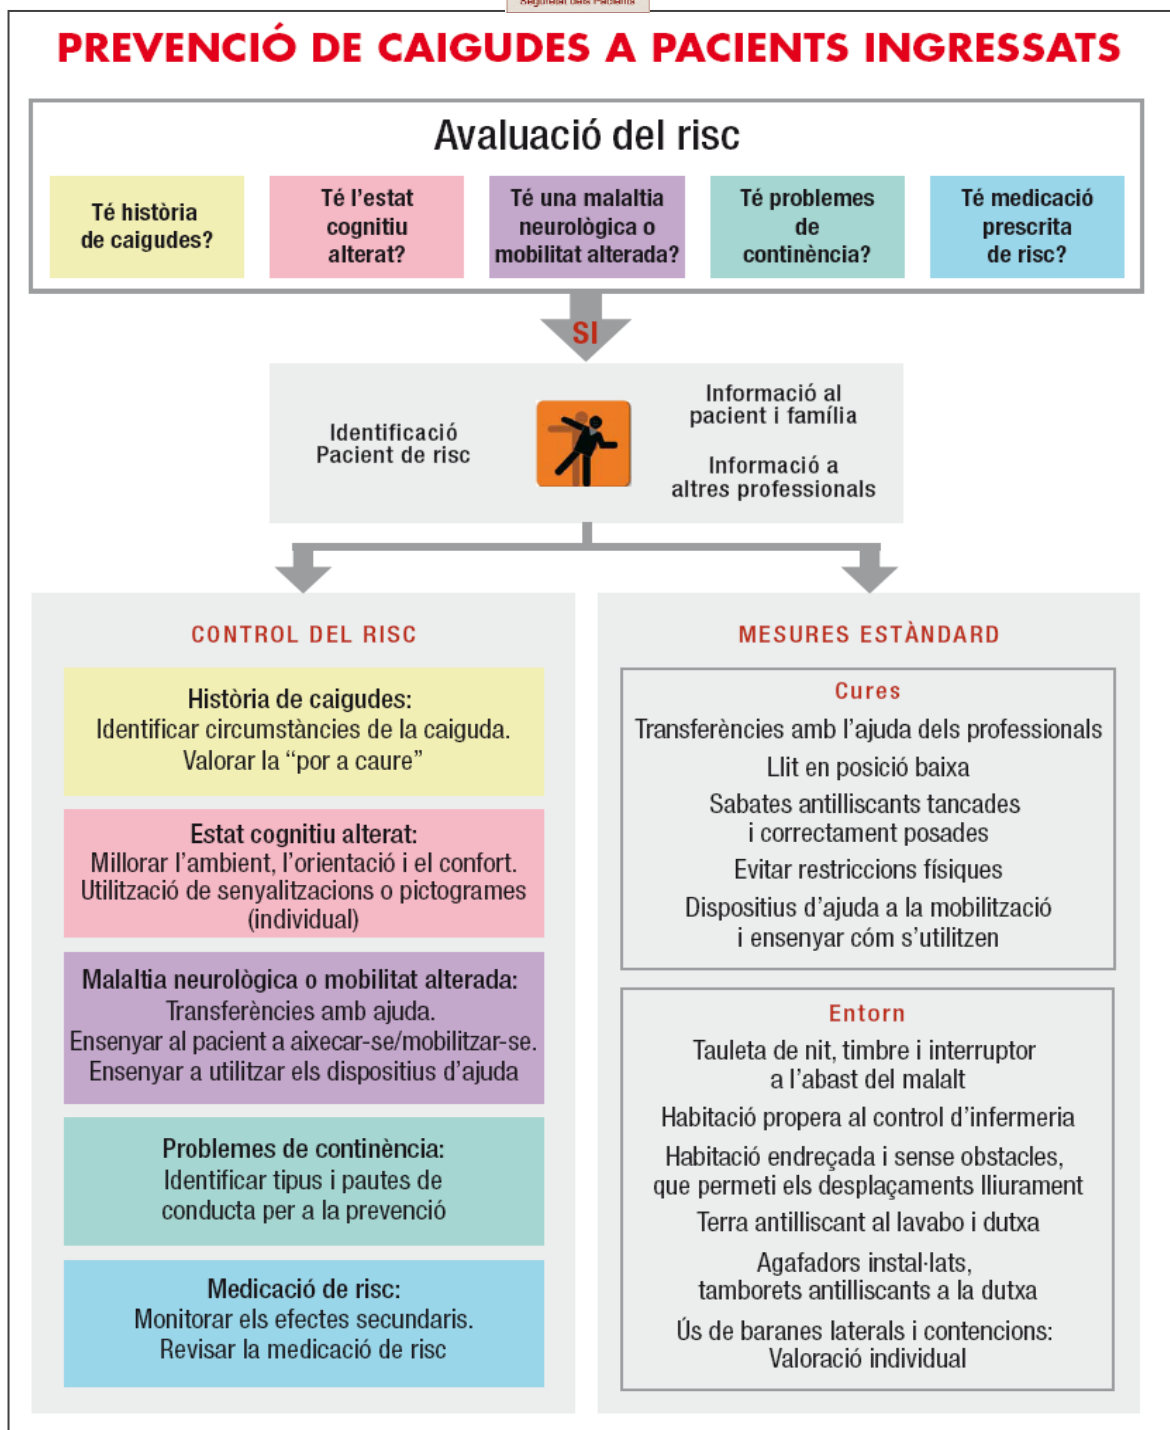 Seguretat dels Pacients
PREVENCIÓ DE CAIGUDES A PACIENTS INGRESSATS
Avaluació del risc
Té història
de caigudes?
Té l’estat
cognitiu
alterat?
Té una malaltia
neurològica o
mobilitat alterada?
Té problemes
de
continència?
Té medicació
prescrita
de risc?
SI
Identificació
Pacient de risc
Informació al
pacient i família
Informació a
altres professionals
CONTROL DEL RISC
Història de caigudes:
Identificar circumstàncies de la caiguda.
Valorar la “por a caure”
Estat cognitiu alterat:
Millorar l’ambient, l’orientació i el confort.
Utilització de senyalitzacions o pictogrames
(individual)
Malaltia neurològica o mobilitat alterada:
Transferències amb ajuda.
Ensenyar al pacient a aixecar-se/mobilitzar-se.
Ensenyar a utilitzar els dispositius d’ajuda
Problemes de continència:
Identificar tipus i pautes de
conducta per a la prevenció
Medicació de risc:
Monitorar els efectes secundaris.
Revisar la medicació de risc
MESURES ESTÀNDARD
Cures
Transferències amb l’ajuda dels professionals
Llit en posició baixa
Sabates antilliscants tancades
i correctament posades
Evitar restriccions físiques
Dispositius d’ajuda a la mobilització
i ensenyar cóm s’utilitzen
Entorn
Tauleta de nit, timbre i interruptor
a l’abast del malalt
Habitació propera al control d’infermeria
Habitació endreçada i sense obstacles,
que permeti els desplaçaments lliurament
Terra antilliscant al lavabo i dutxa
Agafadors instal·lats,
tamborets antilliscants a la dutxa
Ús de baranes laterals i contencions:
Valoració individual